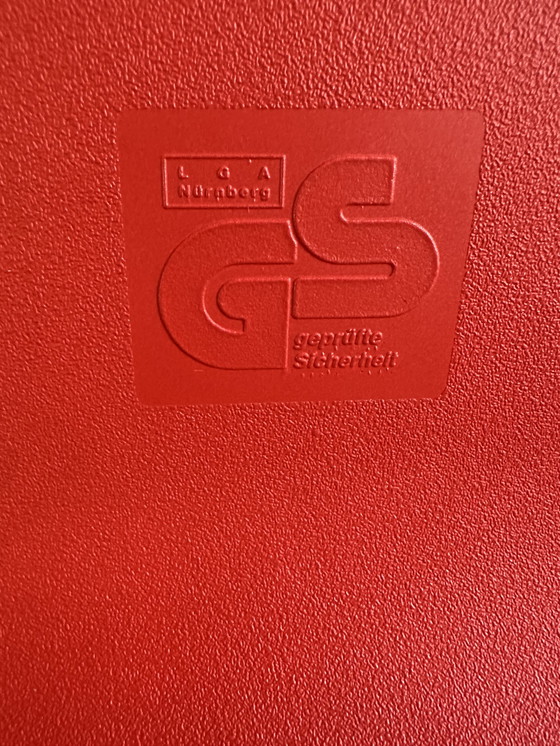 L G A
Nürnberg
GS
geprüfte
Sicherheit